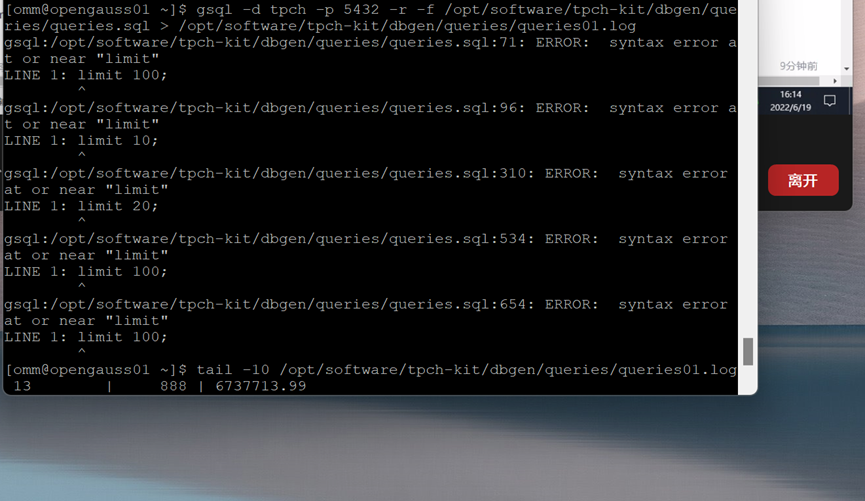 [omm@opengauss01 ~]$ gsql -d tpch -p 5432 -r -f /opt/software/tpch-kit/dbgen/que
ries/queries.sql > /opt/software/tpch-kit/dbgen/queries/queries01.log
gsql:/opt/software/tpch-kit/dbgen/queries/queries.sql:71: ERROR:  syntax error a
t or near "limit"
LINE 1: limit 100;
        ^
gsql:/opt/software/tpch-kit/dbgen/queries/queries.sql:96: ERROR:  syntax error a
t or near "limit"
LINE 1: limit 10;
        ^
gsql:/opt/software/tpch-kit/dbgen/queries/queries.sql:310: ERROR:  syntax error
at or near "limit"
LINE 1: limit 20;
        ^
gsql:/opt/software/tpch-kit/dbgen/queries/queries.sql:534: ERROR:  syntax error
at or near "limit"
LINE 1: limit 100;
        ^
gsql:/opt/software/tpch-kit/dbgen/queries/queries.sql:654: ERROR:  syntax error
at or near "limit"
LINE 1: limit 100;
        ^
[omm@opengauss01 ~]$ tail -10 /opt/software/tpch-kit/dbgen/queries/queries01.log
 13        |     888 | 6737713.99
9分钟前
16:14
2022/6/19
离开